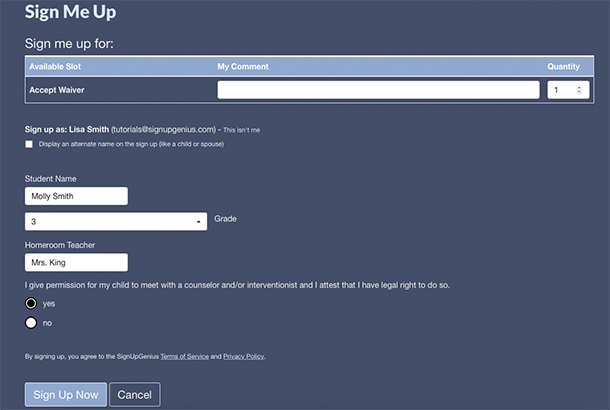 Sign Me Up
Sign me up for:
Available Slot My Comment Quantity
Accept Waiver 1
Sign up as: Lisa Smith (tutorials@signupgenius.com) - This isn't me
Display an alternate name on the sign up (like a child or spouse)
Student Name
Molly Smith
3 Grade
Homeroom Teacher
Mrs. King
I give permission for my child to meet with a counselor and/or interventionist and I attest that I have legal right to do so.
yes
no
By signing up, you agree to the SignUpGenius Terms of Service and Privacy Policy.
Sign Up Now Cancel